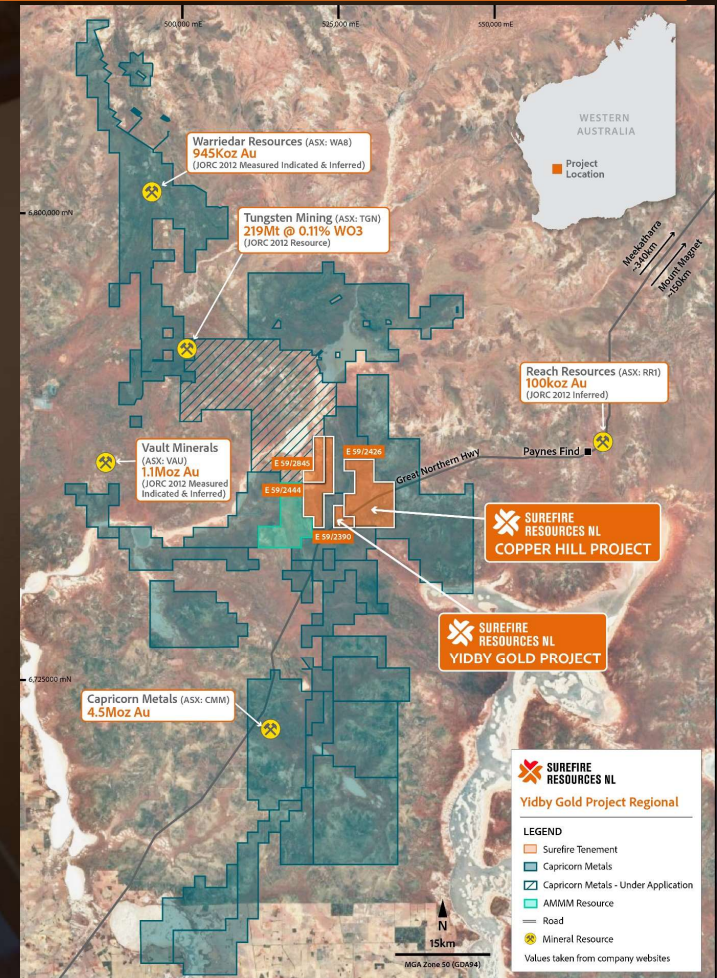 500,000 mE
525,000 mE
550,000 mE
WESTERN
AUSTRALIA
Project
Location
Warriedar Resources (ASX: WA8)
945Koz Au
(JORC 2012 Measured Indicated & Inferred)
6,800,000 mN
Tungsten Mining (ASX: TGN)
219Mt @ 0.11% WO3
(JORC 2012 Resource)
Meekatharra
~340km
Mount Magnet
~150km
Reach Resources (ASX: RR1)
100koz Au
(JORC 2012 Inferred)
Vault Minerals
(ASX: VAU)
1.1Moz Au
(JORC 2012 Measured
Indicated & Inferred)
E 59/2845
E 59/2426
Great Northern Hwy
Paynes Find
E 59/2444
E 59/2390
SUREFIRE
RESOURCES NL
COPPER HILL PROJECT
SUREFIRE
RESOURCES NL
YIDBY GOLD PROJECT
6,725000 mN
Capricorn Metals (ASX: CMM)
4.5Moz Au
SUREFIRE
RESOURCES NL
Yidby Gold Project Regional
LEGEND
Surefire Tenement
Capricorn Metals
Capricorn Metals - Under Application
AMMM Resource
Road
Mineral Resource
Values taken from company websites
N
15km
MGA Zone 50 (GDA94)